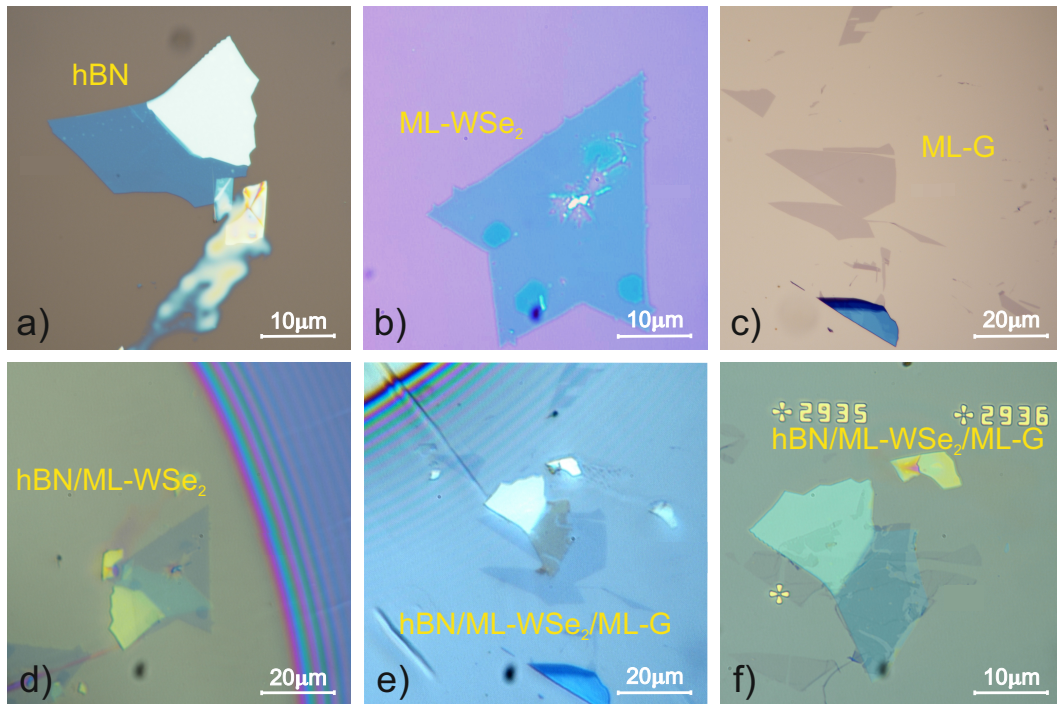 hBN
a)
10μm
ML-WSe₂
b)
10μm
ML-G
c)
20μm
hBN/ML-WSe₂
d)
20μm
hBN/ML-WSe₂/ML-G
e)
20μm
2935
2936
hBN/ML-WSe₂/ML-G
f)
10μm